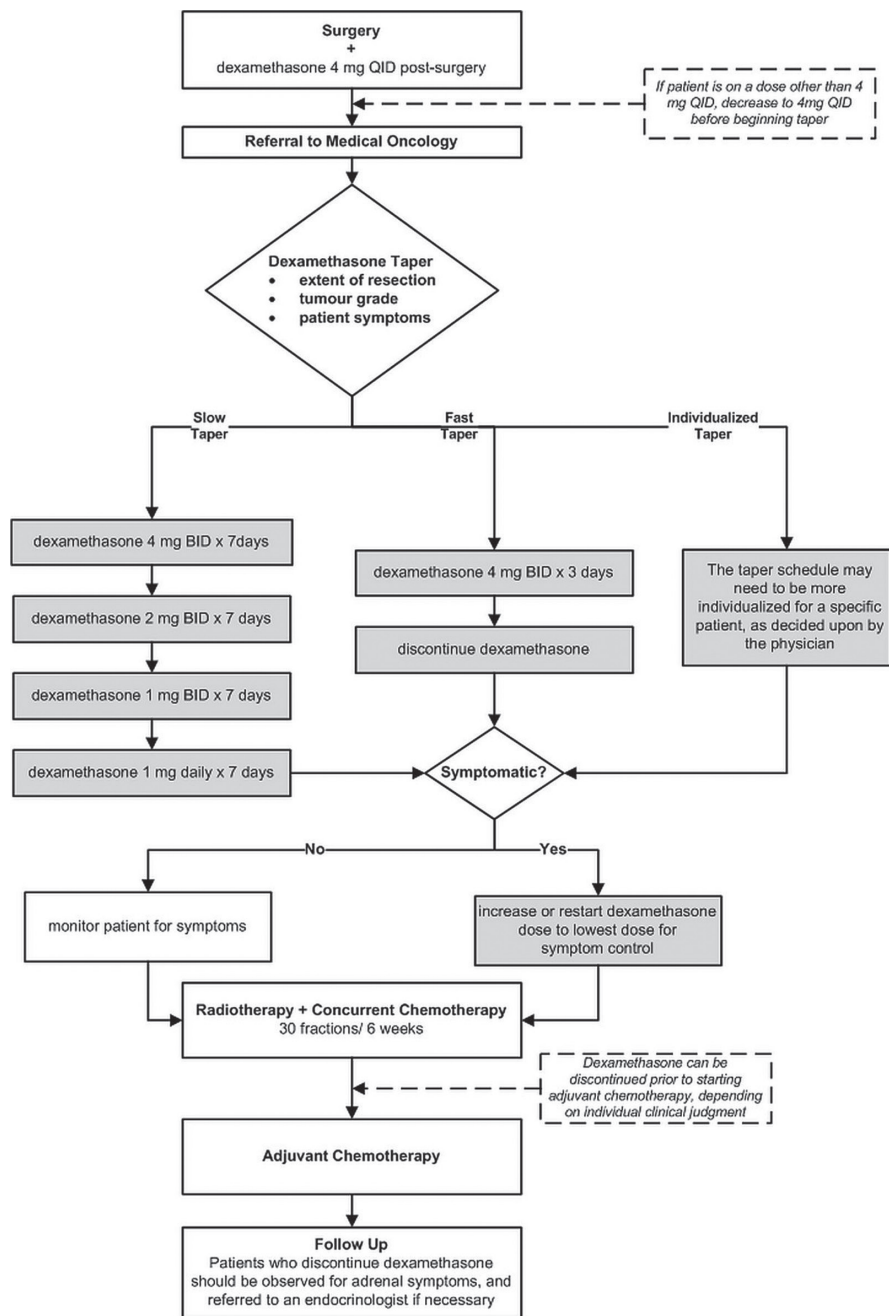 Surgery
+
dexamethasone 4 mg QID post-surgery
If patient is on a dose other than 4
mg QID, decrease to 4mg QID
before beginning taper
Referral to Medical Oncology
Dexamethasone Taper
• extent of resection
• tumour grade
• patient symptoms
Slow
Taper
Fast
Taper
Individualized
Taper
dexamethasone 4 mg BID x 7days
dexamethasone 2 mg BID x 7 days
dexamethasone 1 mg BID x 7 days
dexamethasone 1 mg daily x 7 days
dexamethasone 4 mg BID x 3 days
discontinue dexamethasone
The taper schedule may
need to be more
individualized for a specific
patient, as decided upon by
the physician
Symptomatic?
No
Yes
monitor patient for symptoms
increase or restart dexamethasone
dose to lowest dose for
symptom control
Radiotherapy + Concurrent Chemotherapy
30 fractions/ 6 weeks
Dexamethasone can be
discontinued prior to starting
adjuvant chemotherapy, depending
on individual clinical judgment
Adjuvant Chemotherapy
Follow Up
Patients who discontinue dexamethasone
should be observed for adrenal symptoms, and
referred to an endocrinologist if necessary